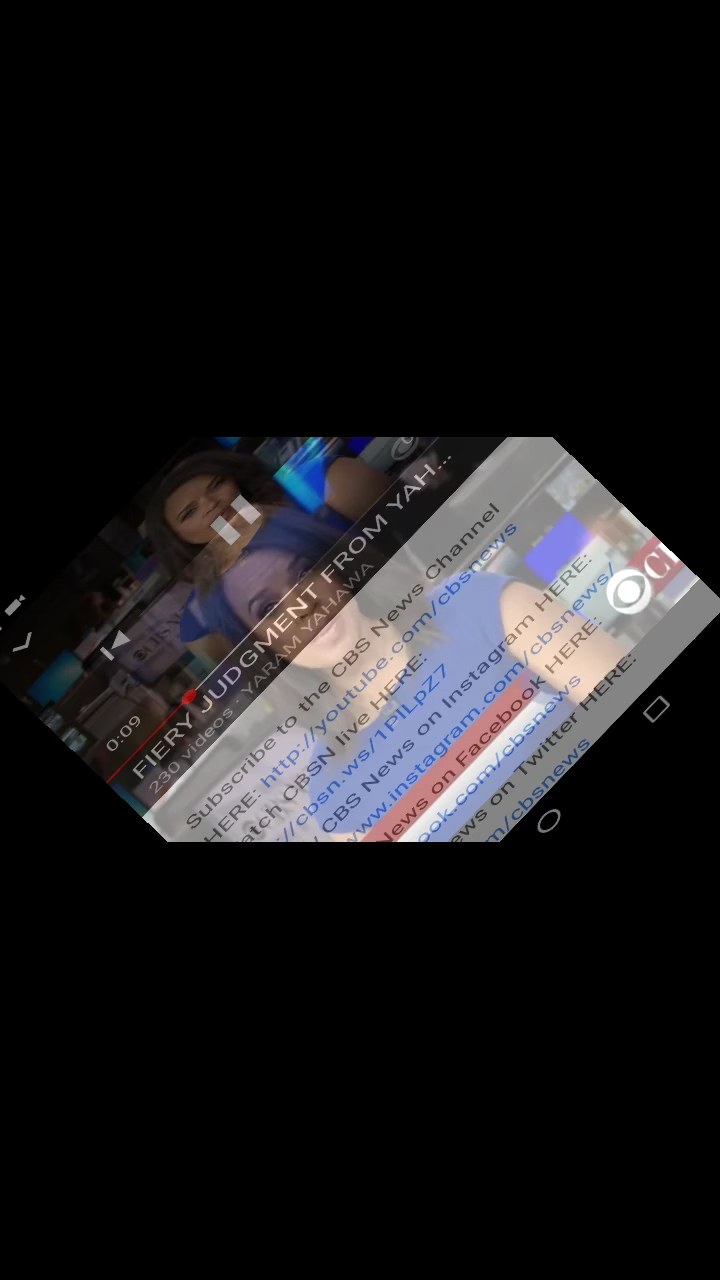 0:09
FIERY JUDGMENT FROM YAH...
230 videos · YARAM YAHAWA
Subscribe to the CBS News Channel
HERE: http://youtube.com/cbsnews
atch CBSN live HERE:
://cbsn.ws/1PlLpZ7
CBS News on Instagram HERE:
www.instagram.com/cbsnews/
News on Facebook HERE:
ook.com/cbsnews
ews on Twitter HERE:
m/cbsnews